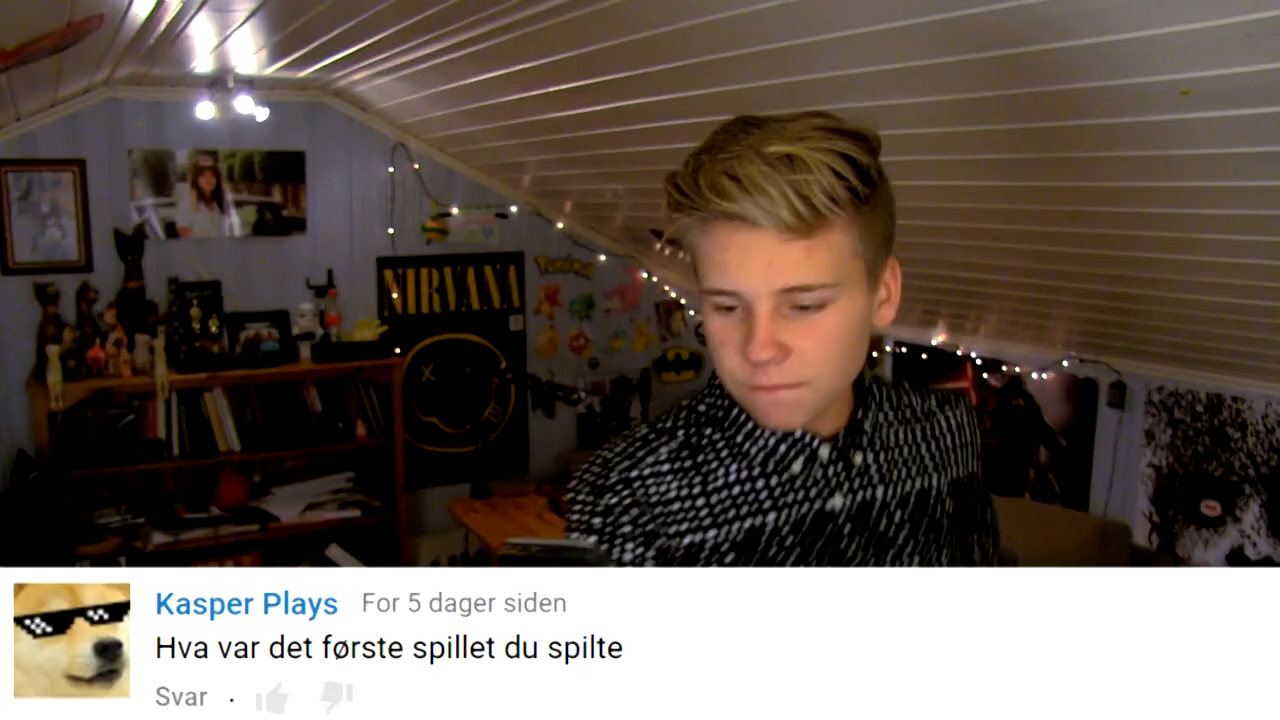 NIRVANA
Pokémon
Kasper Plays For 5 dager siden
Hva var det første spillet du spilte
Svar ·